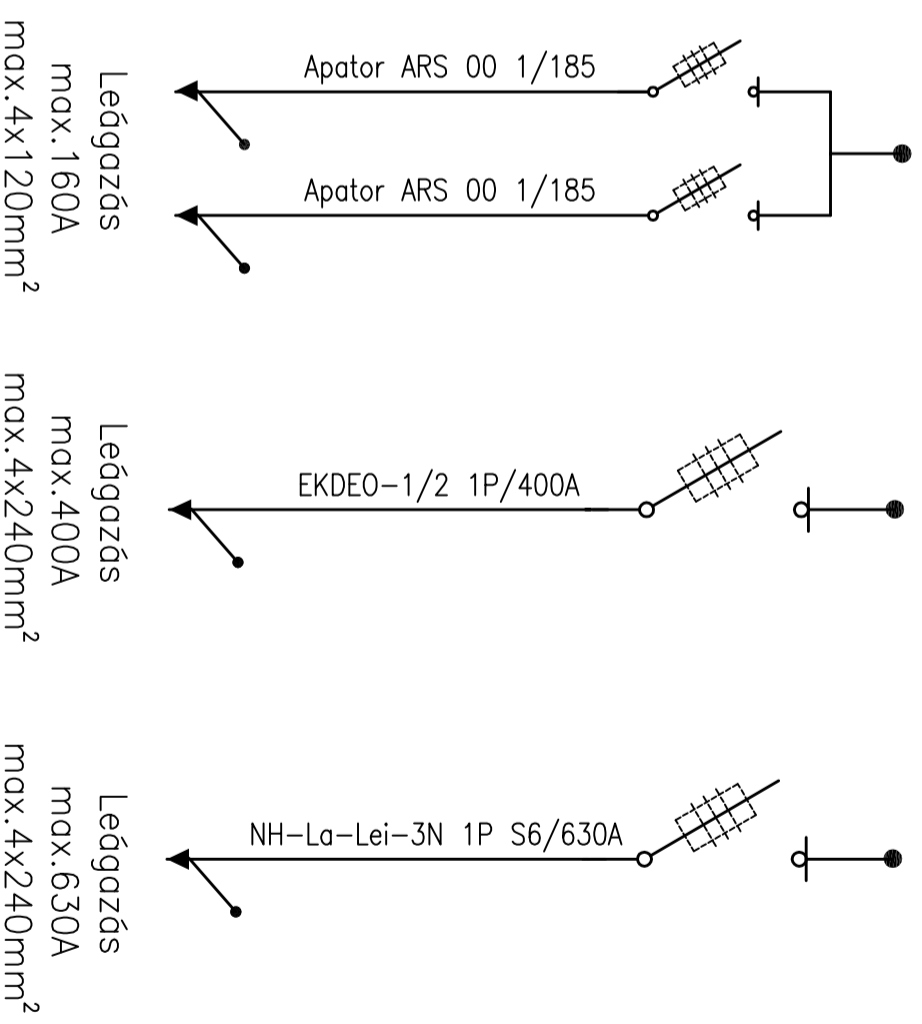 Apator ARS 00 1/185
Apator ARS 00 1/185
Leágazás
max.160A
max.4x120mm²
EKDEO-1/2 1P/400A
Leágazás
max.400A
max.4x240mm²
NH-La-Lei-3N 1P S6/630A
Leágazás
max.630A
max.4x240mm²